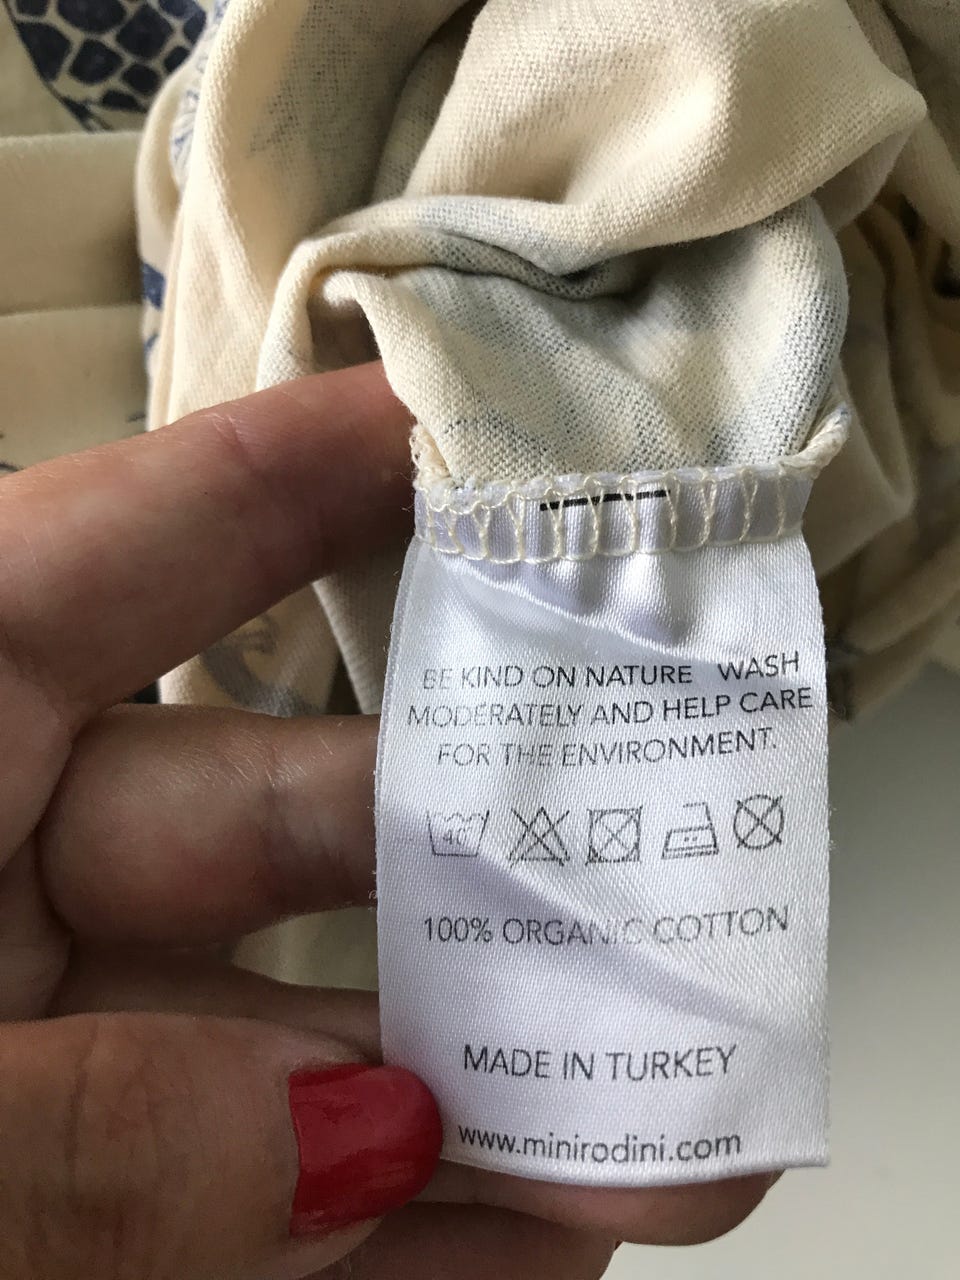 BE KIND ON NATURE WASH
MODERATELY AND HELP CARE
FOR THE ENVIRONMENT.
40
100% ORGANIC COTTON
MADE IN TURKEY
www.minirodini.com